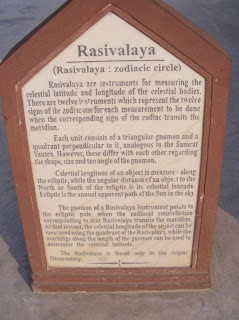 Rasivalaya
(Rasivalaya : zodiacic circle)
Rasivalaya are instruments for measuring the
celestial latitude and longitude of the celestial bodies.
There are twelve instruments which represent the twelve
signs of the zodiac one for each measurement to be done
when the corresponding sign of the zodiac transits the
meridian.
Each unit consists of a triangular gnomon and a
quadrant perpendicular to it, analogous to the Samrat
Yantra. However, these differ with each other regarding
the shape, size and the angle of the gnomon.
Celestial longitude of an object is measured along
the ecliptic, while the angular distance of an object to the
North or South of the ecliptic is its celestial latitude.
Ecliptic is the annual apparent path of the Sun in the sky
The gnomon of a Rasivalaya Instrument points to
the ecliptic pole, when the zodiacal constellation
corresponding to that Rasivalaya transits the meridian.
At that instant, the celestial longitude of the object can be
measured using the quadrant of the Rasivalaya, while the
markings along the length of the gnomon can be used to
determine the celestial latitude.
The Rasivalaya is found only in the Jaipur
Observatory.